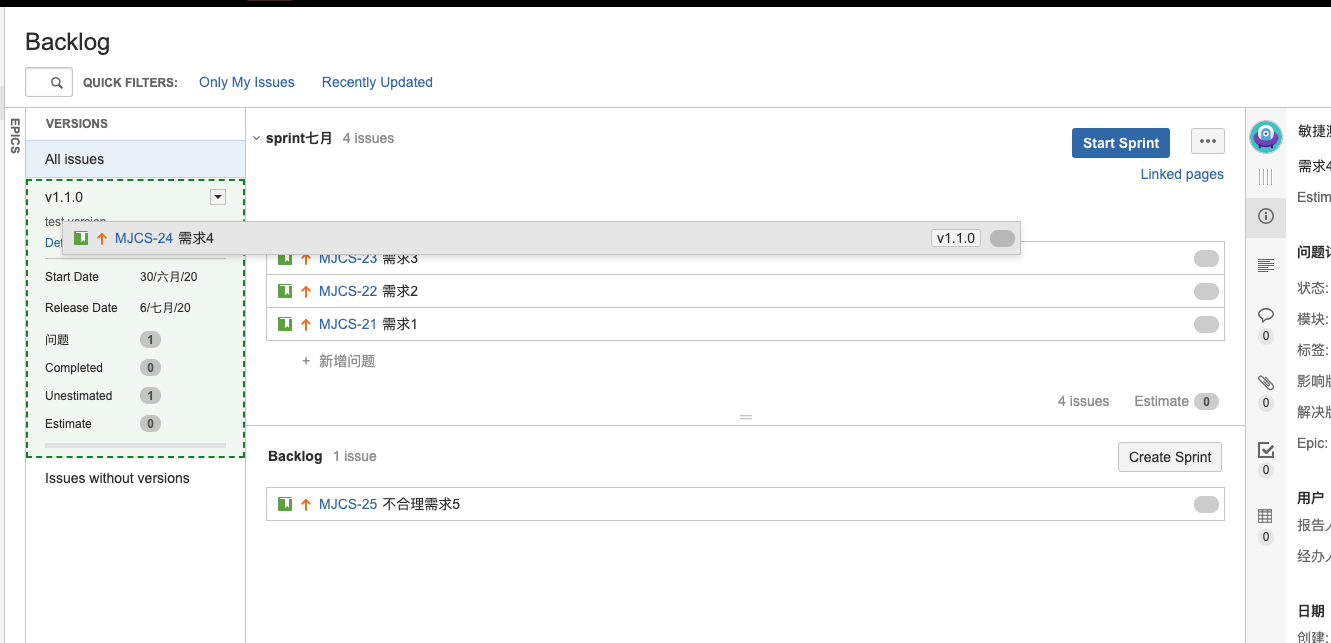 Backlog
QUICK FILTERS: Only My Issues Recently Updated
EPICS
VERSIONS
All issues
v1.1.0
test version
Start Date 30/六月/20
Release Date 6/七月/20
问题 1
Completed 0
Unestimated 1
Estimate 0
Issues without versions
sprint七月 4 issues
Start Sprint
Linked pages
MJCS-24 需求4 v1.1.0
MJCS-23 需求3
MJCS-22 需求2
MJCS-21 需求1
+ 新增问题
4 issues Estimate 0
Backlog 1 issue
Create Sprint
MJCS-25 不合理需求5
0
0
0
0
敏捷
需求4
Estim
问题
状态:
模块:
标签:
影响
解决
Epic:
用户
报告
经办
日期
创建: